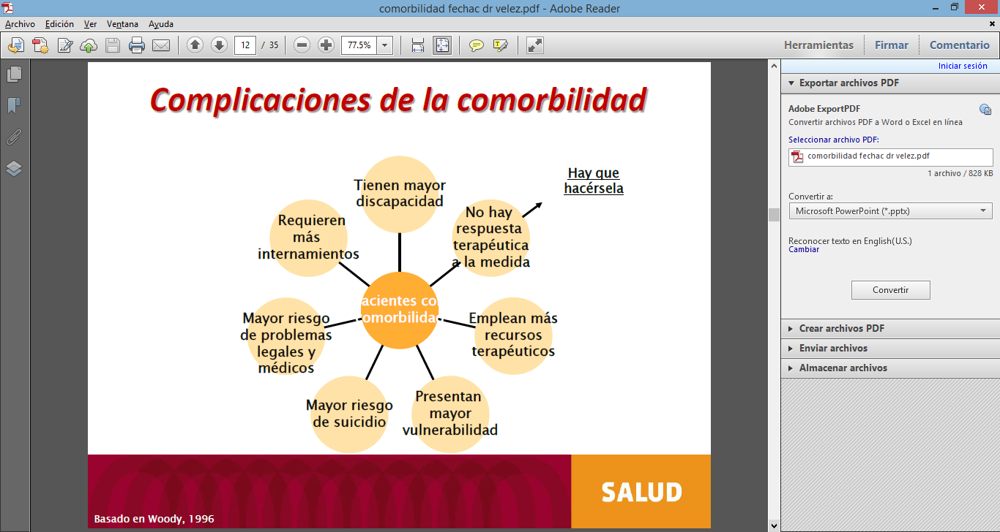 comorbilidad fechac dr velez.pdf - Adobe Reader
Archivo Edición Ver Ventana Ayuda
12 / 35 77.5% Herramientas Firmar Comentario
Complicaciones de la comorbilidad
Tienen mayor
discapacidad
Hay que
hacérsela
No hay
respuesta
terapéutica
a la medida
Requieren
más
internamientos
acientes co
omorbilida
Emplean más
recursos
terapéuticos
Mayor riesgo
de problemas
legales y
médicos
Mayor riesgo
de suicidio
Presentan
mayor
vulnerabilidad
SALUD
Basado en Woody, 1996
Iniciar sesión
Exportar archivos PDF
Adobe ExportPDF
Convertir archivos PDF a Word o Excel en línea
Seleccionar archivo PDF:
comorbilidad fechac dr velez.pdf
1 archivo / 828 KB
Convertir a:
Microsoft PowerPoint (*.pptx)
Reconocer texto en English(U.S.)
Cambiar
Convertir
Crear archivos PDF
Enviar archivos
Almacenar archivos